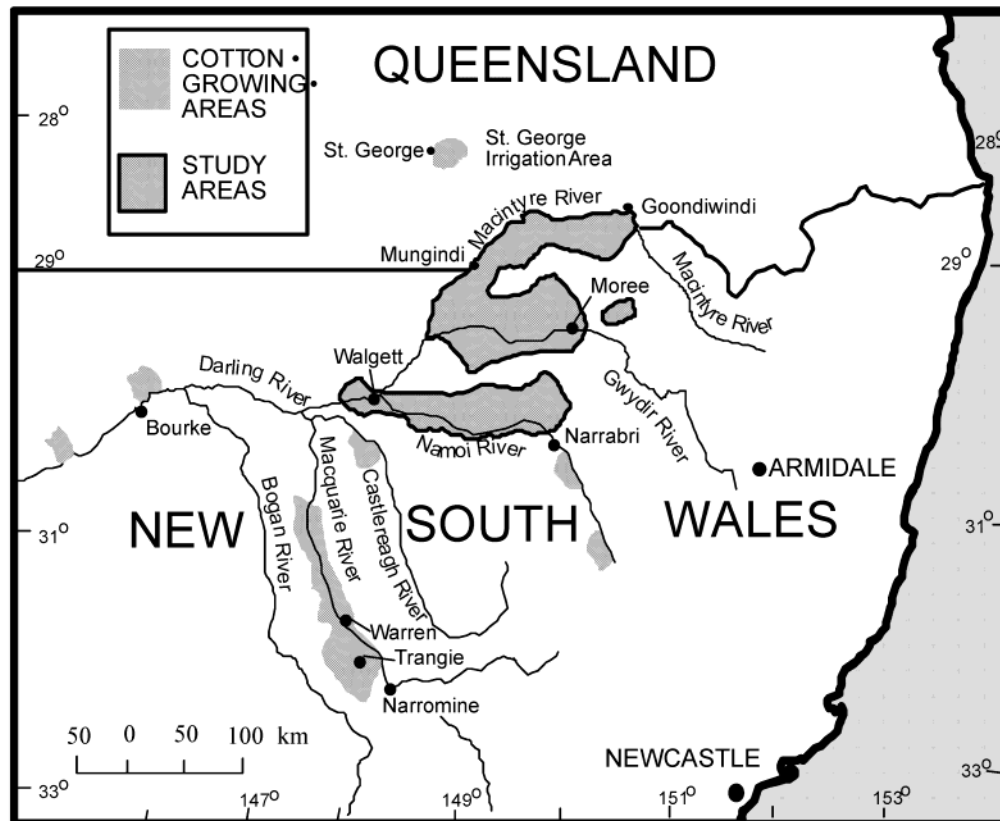 COTTON
GROWING
AREAS
STUDY
AREAS
QUEENSLAND
28°
28°
St. George
St. George
Irrigation Area
Macintyre River
Goondiwindi
Mungindi
29°
29°
Macintyre River
Moree
Walgett
Darling River
Gwydir River
Bourke
Namoi River
Narrabri
ARMIDALE
Bogan River
Macquarie River
Castlereagh River
NEW SOUTH WALES
31°
31°
Warren
Trangie
Narromine
50 0 50 100 km
NEWCASTLE
33°
33°
147°
149°
151°
153°